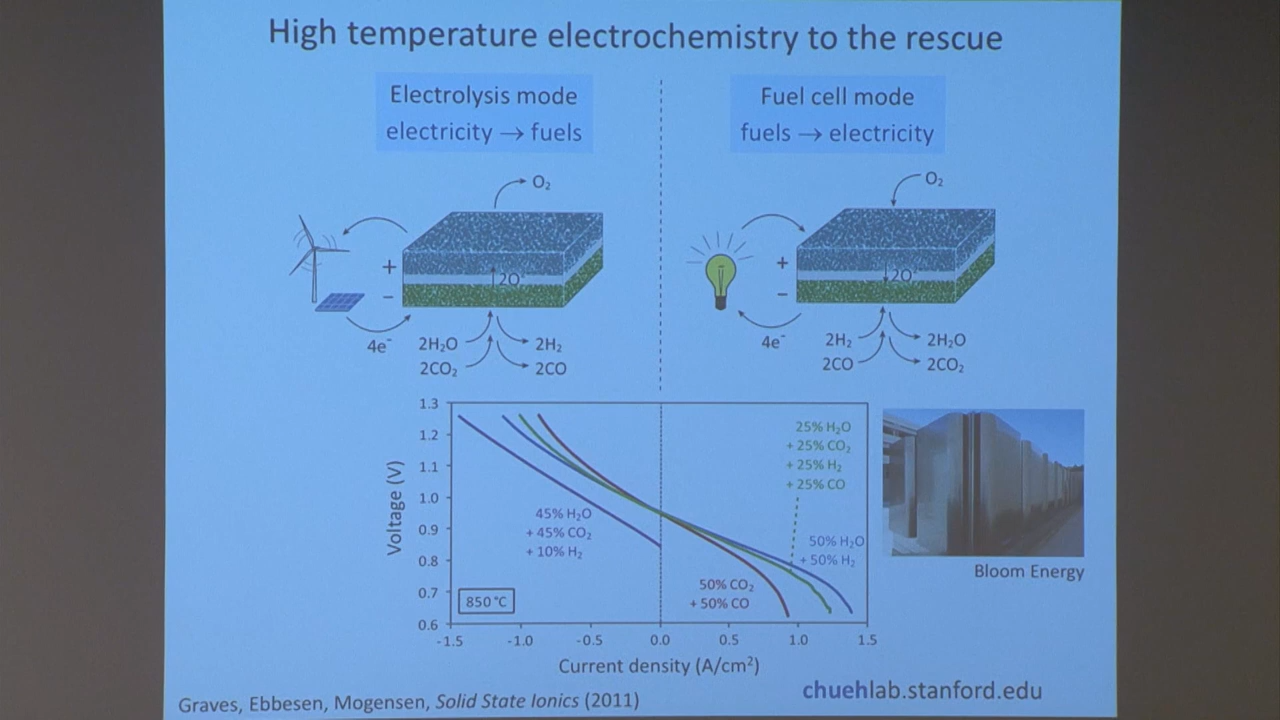 High temperature electrochemistry to the rescue
Electrolysis mode
electricity → fuels
Fuel cell mode
fuels → electricity
O₂
O₂
+
+
2O⁻
2O⁻
−
−
4e⁻
2H₂O
2H₂
4e⁻
2H₂
2H₂O
2CO₂
2CO
2CO
2CO₂
1.3
1.2
1.1
1.0
0.9
0.8
0.7
0.6
Voltage (V)
25% H₂O
+ 25% CO₂
+ 25% H₂
+ 25% CO
45% H₂O
+ 45% CO₂
+ 10% H₂
50% H₂O
+ 50% H₂
50% CO₂
+ 50% CO
850 °C
-1.5 -1.0 -0.5 0.0 0.5 1.0 1.5
Current density (A/cm²)
Bloom Energy
Graves, Ebbesen, Mogensen, Solid State Ionics (2011)
chuehlab.stanford.edu